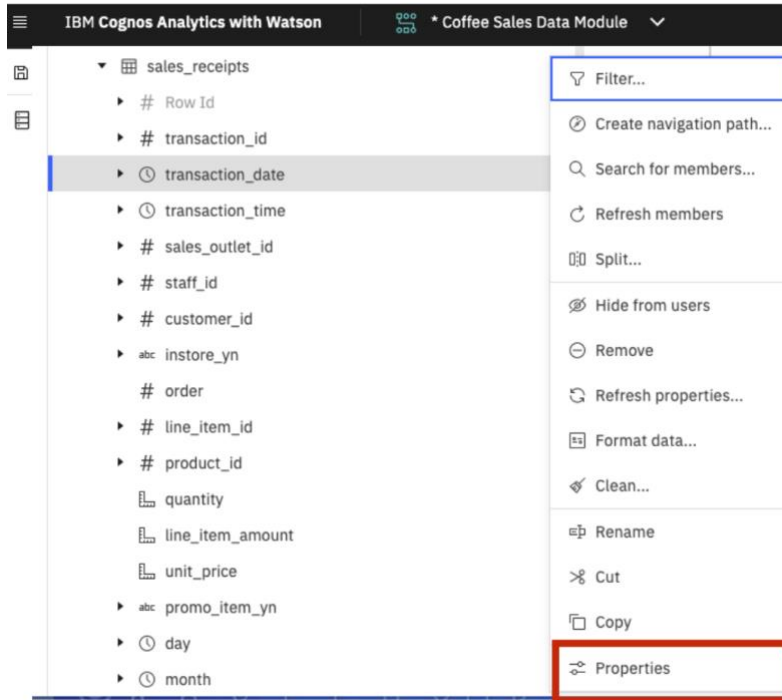 IBM Cognos Analytics with Watson
* Coffee Sales Data Module
sales_receipts
# Row Id
# transaction_id
transaction_date
transaction_time
# sales_outlet_id
# staff_id
# customer_id
abc instore_yn
# order
# line_item_id
# product_id
quantity
line_item_amount
unit_price
abc promo_item_yn
day
month
Filter...
Create navigation path...
Search for members...
Refresh members
Split...
Hide from users
Remove
Refresh properties...
Format data...
Clean...
Rename
Cut
Copy
Properties